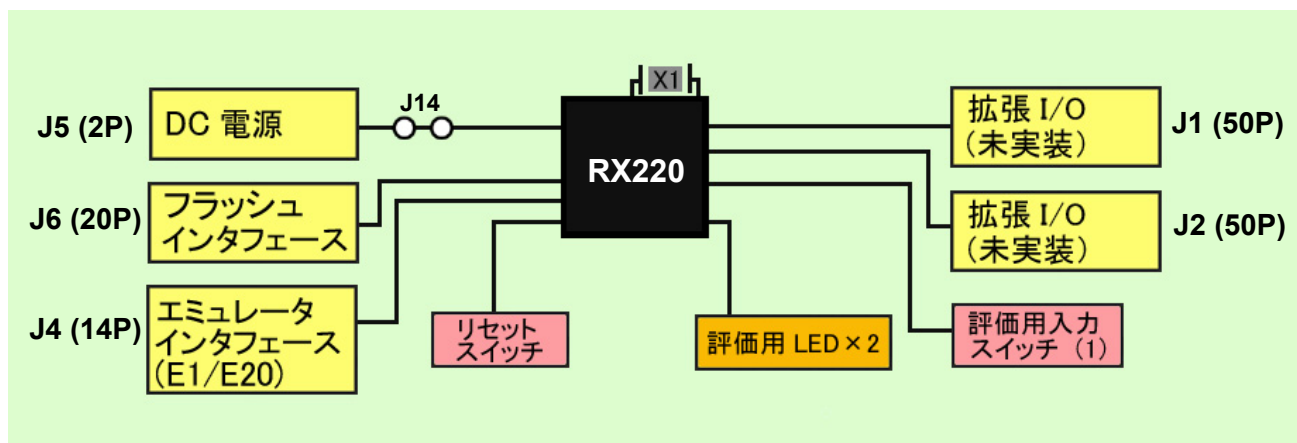 X1
J5 (2P)
DC 電源
J14
RX220
拡張 I/O
(未実装)
J1 (50P)
J6 (20P)
フラッシュ
インタフェース
拡張 I/O
(未実装)
J2 (50P)
J4 (14P)
エミュレータ
インタフェース
(E1/E20)
リセット
スイッチ
評価用 LED×2
評価用入力
スイッチ (1)